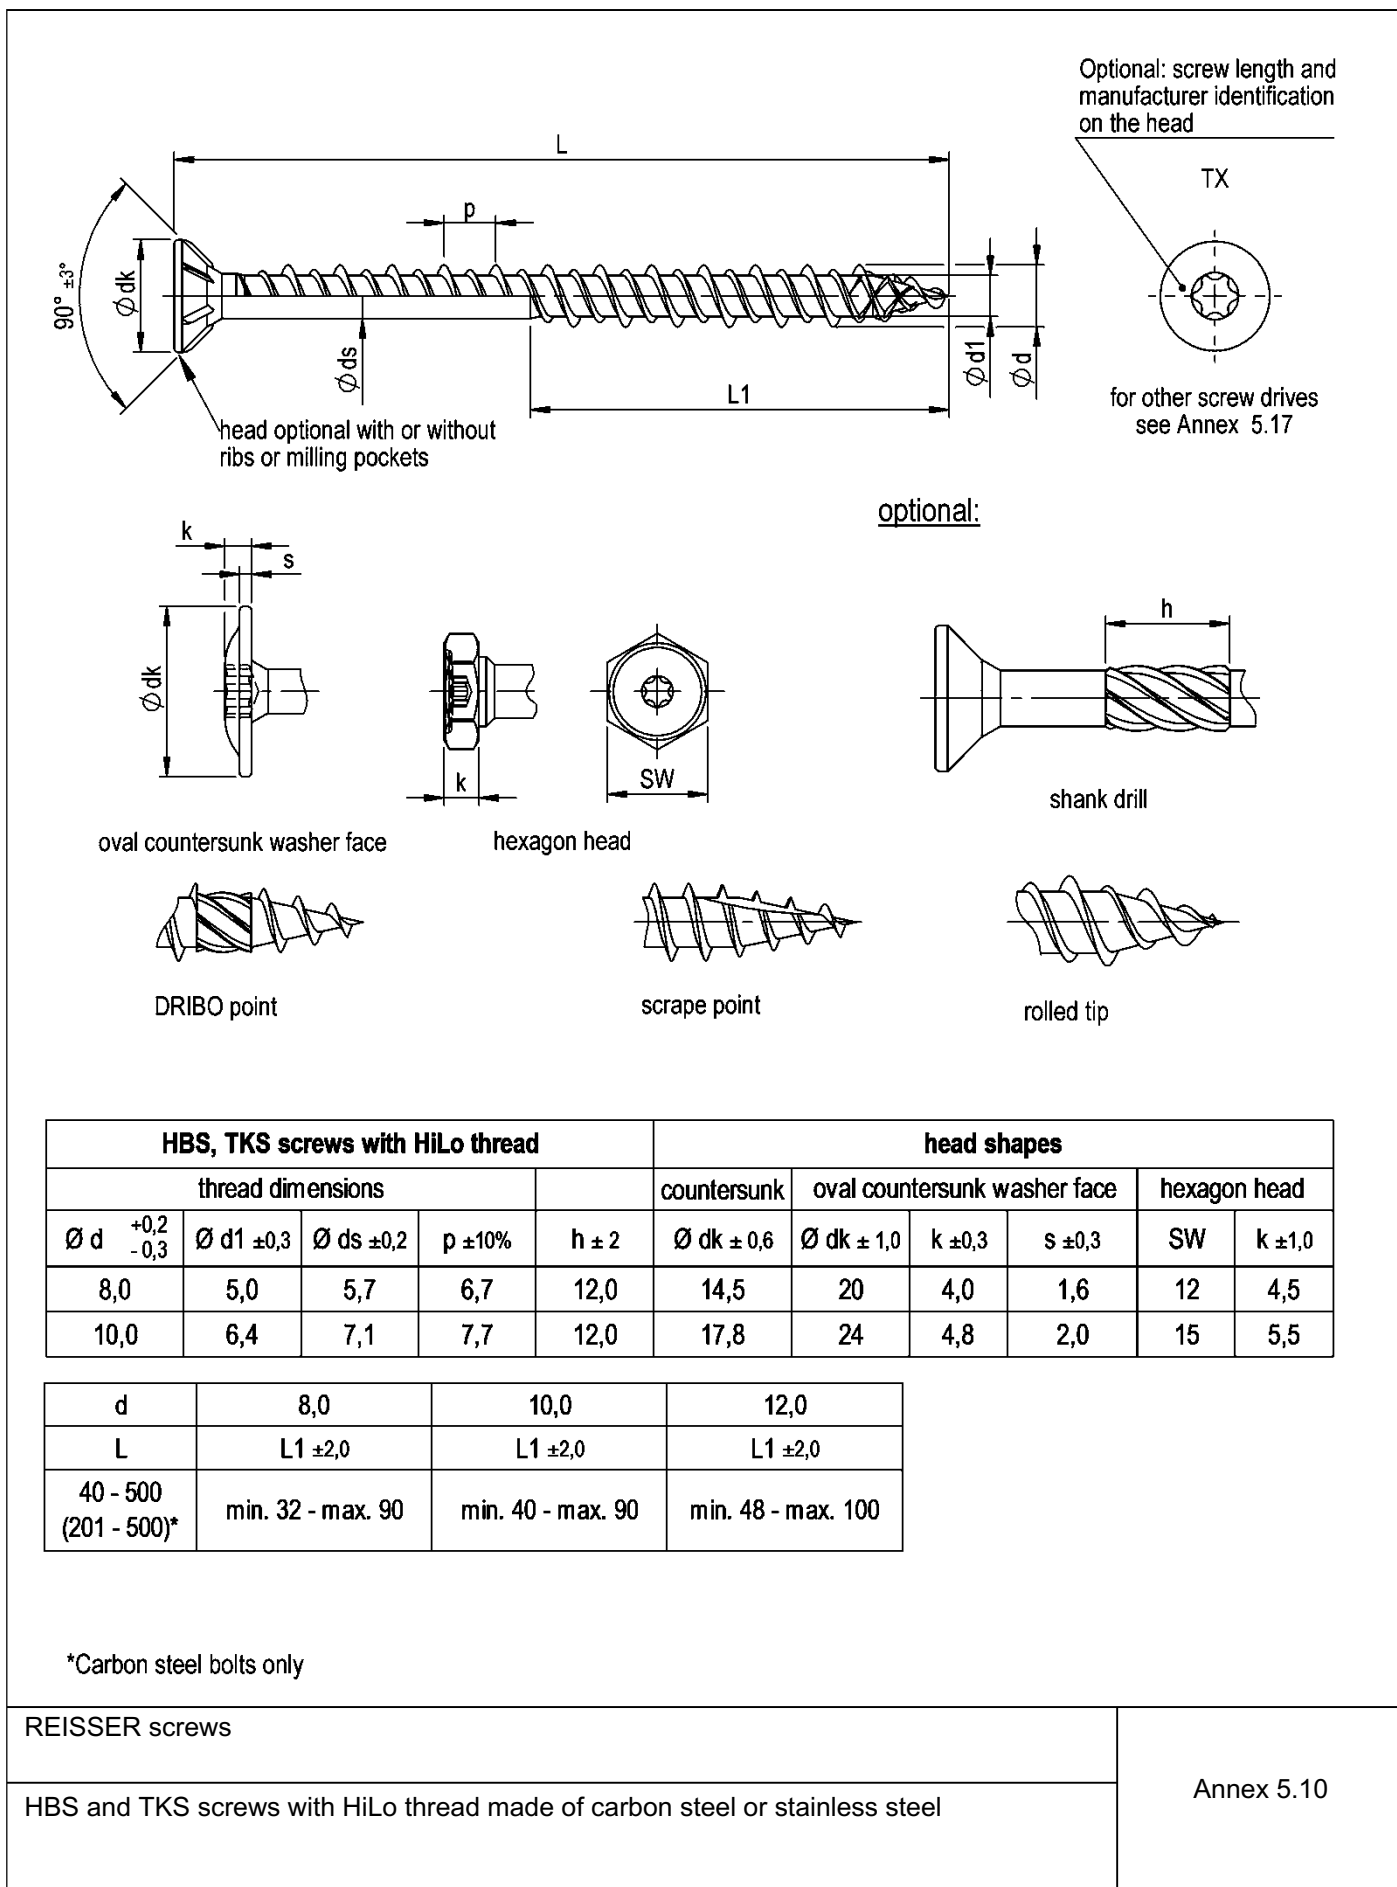 Optional: screw length and
manufacturer identification
on the head
TX
L
p
90° ±3°
Ø dk
Ø ds
L1
Ø d1
Ø d
for other screw drives
see Annex 5.17
head optional with or without
ribs or milling pockets
optional:
k
s
Ø dk
k
SW
h
shank drill
oval countersunk washer face
hexagon head
DRIBO point
scrape point
rolled tip
HBS, TKS screws with HiLo thread head shapes
thread dimensions countersunk oval countersunk washer face hexagon head
Ø d +0,2 - 0,3 Ø d1 ±0,3 Ø ds ±0,2 p ±10% h ± 2 Ø dk ± 0,6 Ø dk ± 1,0 k ±0,3 s ±0,3 SW k ±1,0
8,0 5,0 5,7 6,7 12,0 14,5 20 4,0 1,6 12 4,5
10,0 6,4 7,1 7,7 12,0 17,8 24 4,8 2,0 15 5,5
d 8,0 10,0 12,0
L L1 ±2,0 L1 ±2,0 L1 ±2,0
40 - 500
(201 - 500)* min. 32 - max. 90 min. 40 - max. 90 min. 48 - max. 100
*Carbon steel bolts only
REISSER screws
HBS and TKS screws with HiLo thread made of carbon steel or stainless steel
Annex 5.10